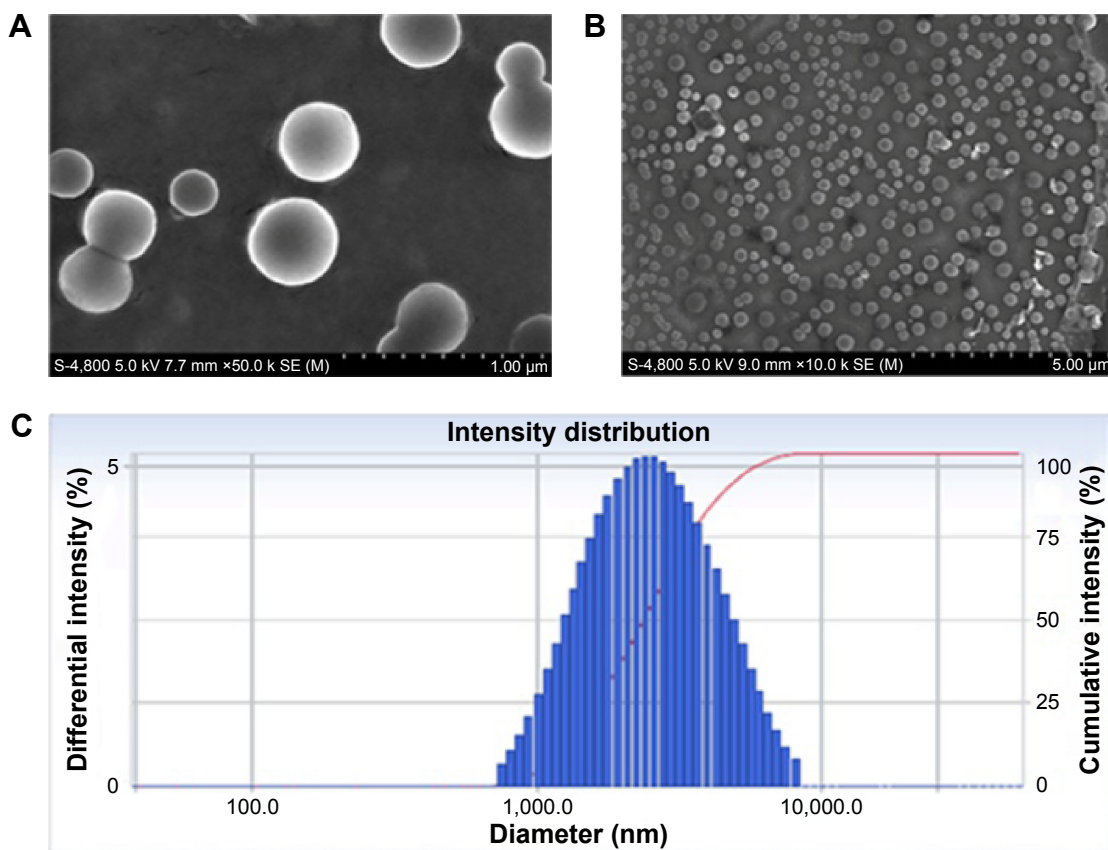 A
B
S-4,800 5.0 kV 7.7 mm ×50.0 k SE (M) 1.00 µm
S-4,800 5.0 kV 9.0 mm ×10.0 k SE (M) 5.00 µm
C
Intensity distribution
Differential intensity (%)
5
0
100
75
50
25
0
Cumulative intensity (%)
100.0 1,000.0 10,000.0
Diameter (nm)